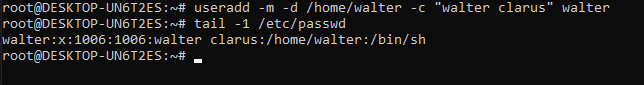 root@DESKTOP-UN6T2ES:~# useradd -m -d /home/walter -c "walter clarus" walter
root@DESKTOP-UN6T2ES:~# tail -1 /etc/passwd
walter:x:1006:1006:walter clarus:/home/walter:/bin/sh
root@DESKTOP-UN6T2ES:~#